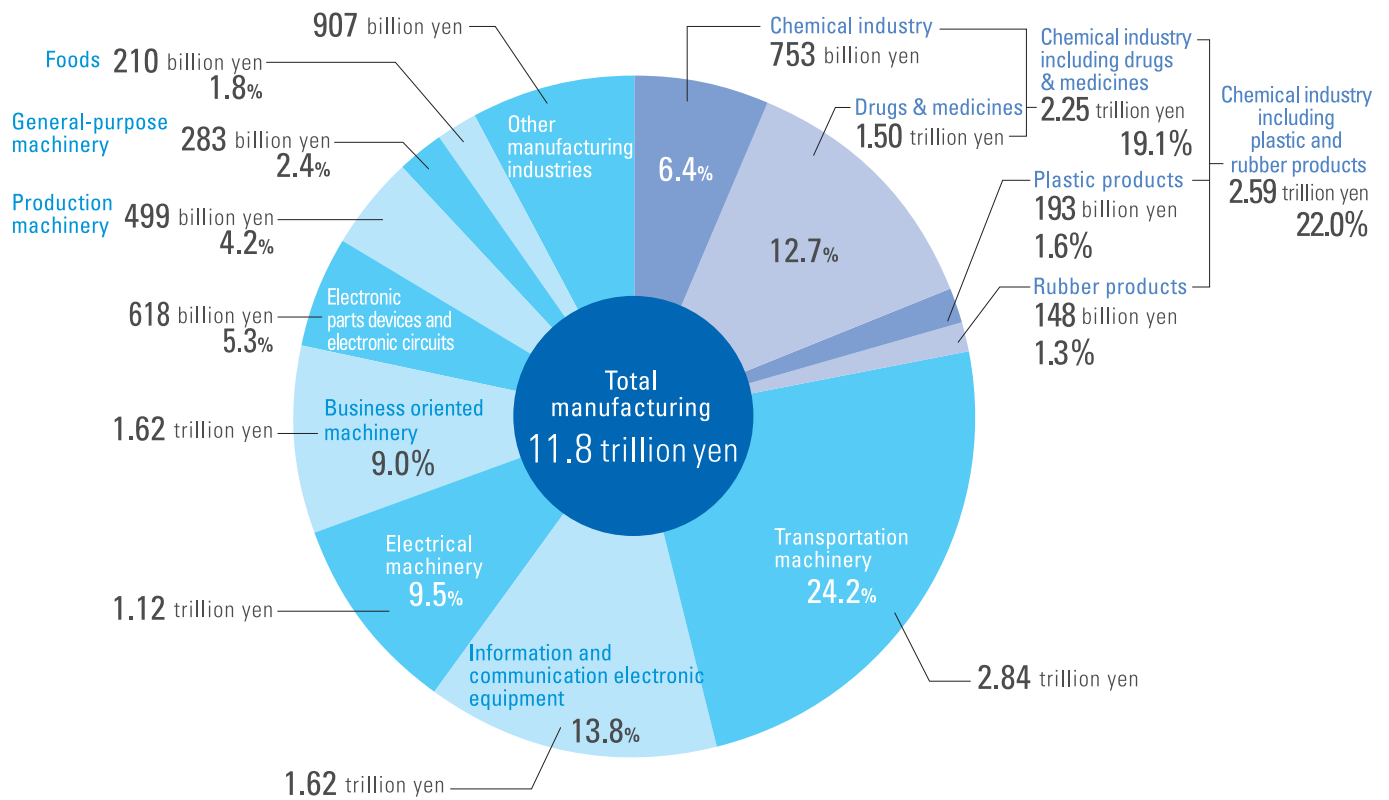 907 billion yen
Other
manufacturing
industries
Foods 210 billion yen
1.8%
General-purpose
machinery
283 billion yen
2.4%
Production
machinery
499 billion yen
4.2%
Electronic
parts devices and
electronic circuits
618 billion yen
5.3%
Business oriented
machinery
9.0%
1.62 trillion yen
Electrical
machinery
9.5%
1.12 trillion yen
Information and
communication electronic
equipment
13.8%
1.62 trillion yen
Transportation
machinery
24.2%
2.84 trillion yen
Total
manufacturing
11.8 trillion yen
Chemical industry
753 billion yen
6.4%
Drugs & medicines
1.50 trillion yen
12.7%
Chemical industry
including drugs
& medicines
2.25 trillion yen
19.1%
Plastic products
193 billion yen
1.6%
Rubber products
148 billion yen
1.3%
Chemical industry
including
plastic and
rubber products
2.59 trillion yen
22.0%